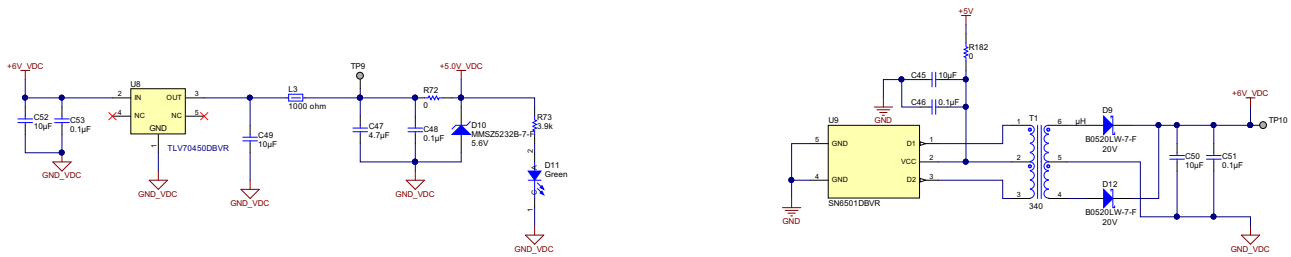 +6V_VDC
C52
10µF
C53
0.1µF
GND_VDC
U8
2
IN
OUT
3
4
NC
NC
5
GND
1
TLV70450DBVR
GND_VDC
C49
10µF
GND_VDC
L3
1000 ohm
TP9
C47
4.7µF
C48
0.1µF
R72
0
+5.0V_VDC
D10
MMSZ5232B-7-F
5.6V
GND_VDC
R73
3.9k
2
A
D11
Green
C
1
GND_VDC
+5V
R182
0
C45
10µF
C46
0.1µF
GND
U9
5
GND
D1
1
VCC
2
4
GND
D2
3
SN6501DBVR
GND
T1
1
6
µH
2
5
3
4
340
D9
B0520LW-7-F
20V
D12
B0520LW-7-F
20V
+6V_VDC
TP10
C50
10µF
C51
0.1µF
GND_VDC